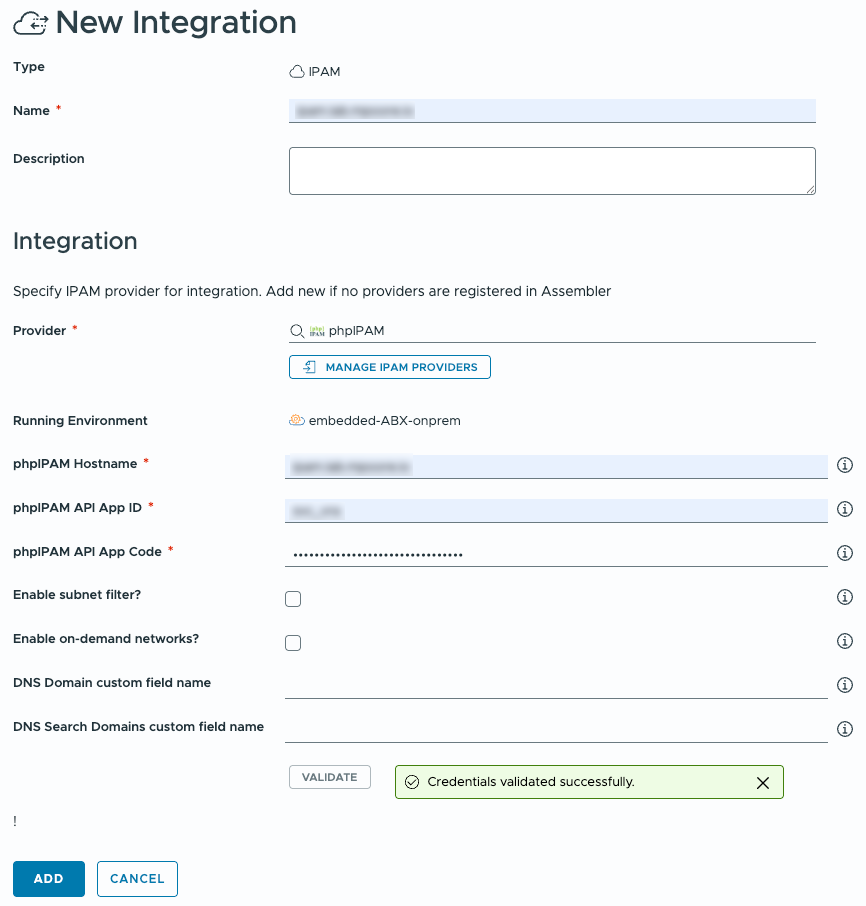 New Integration
Type
IPAM
Name *
Description
Integration
Specify IPAM provider for integration. Add new if no providers are registered in Assembler
Provider *
{php} IPAM phpIPAM
MANAGE IPAM PROVIDERS
Running Environment
embedded-ABX-onprem
phpIPAM Hostname *
phpIPAM API App ID *
phpIPAM API App Code *
••••••••••••••••••••••••••••••••
Enable subnet filter?
Enable on-demand networks?
DNS Domain custom field name
DNS Search Domains custom field name
VALIDATE
Credentials validated successfully.
!
ADD
CANCEL